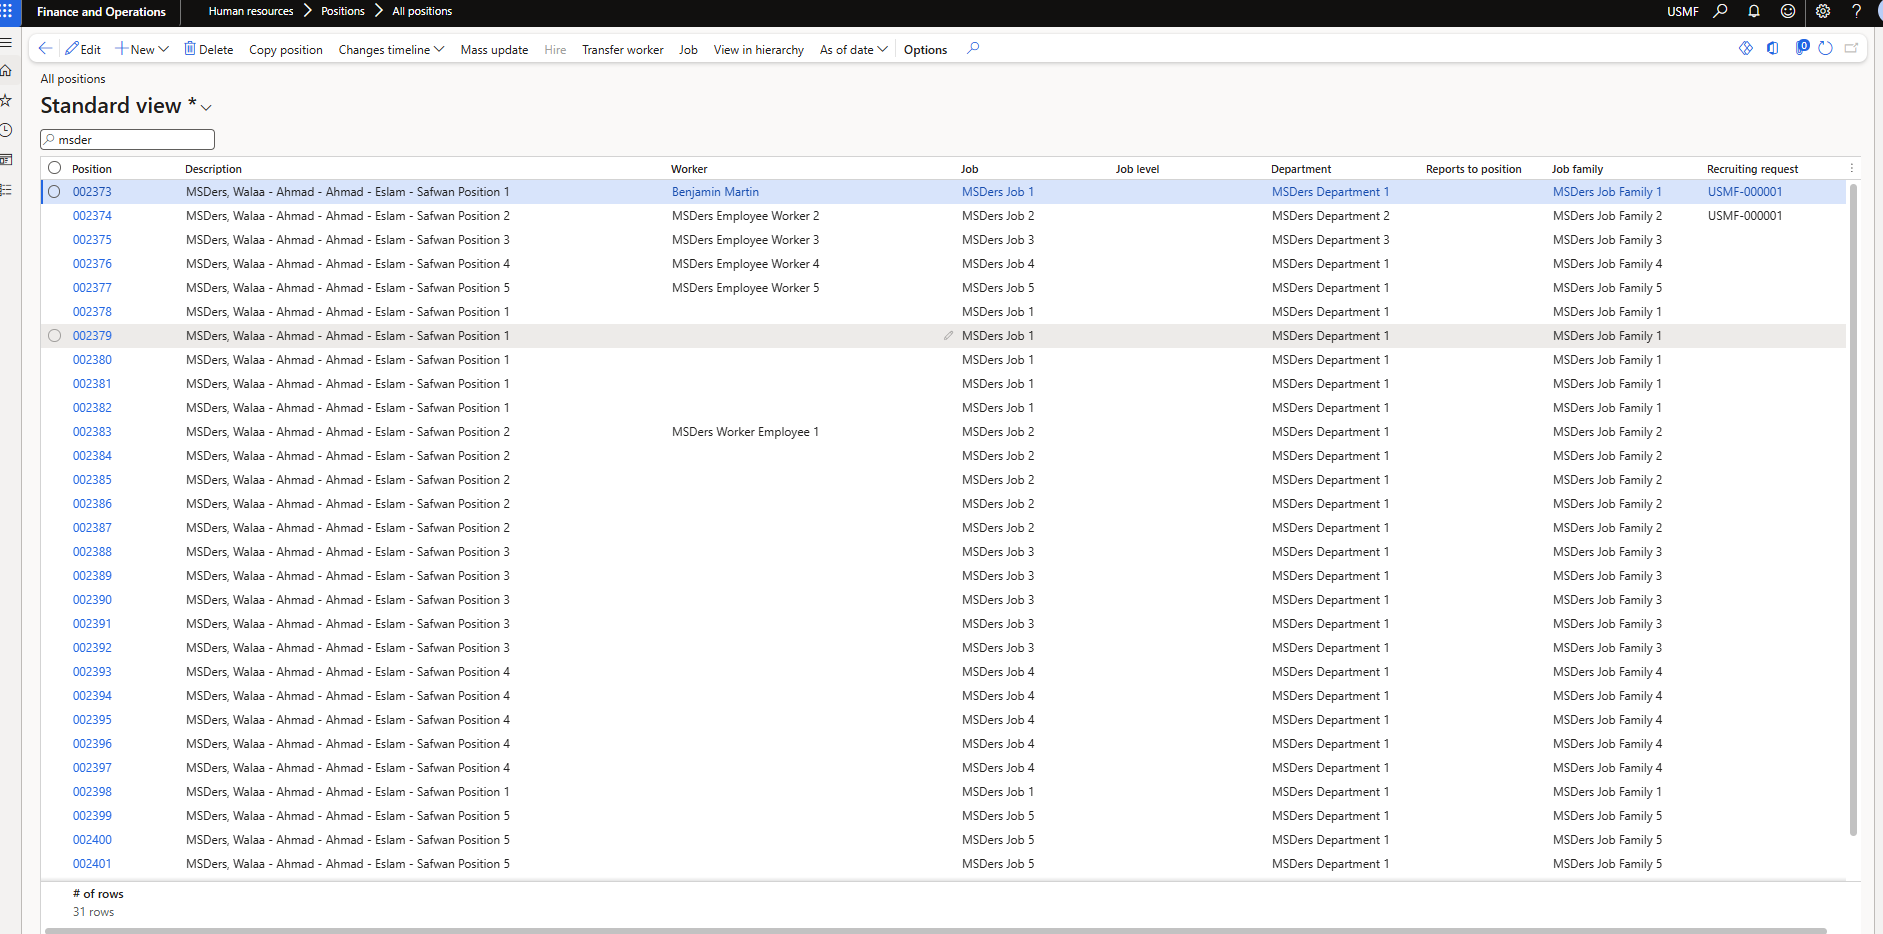 Finance and Operations Human resources > Positions > All positions USMF ?
Edit New Delete Copy position Changes timeline Mass update Hire Transfer worker Job View in hierarchy As of date Options 0
All positions
Standard view *
msder
Position Description Worker Job Job level Department Reports to position Job family Recruiting request
002373 MSDers, Walaa - Ahmad - Ahmad - Eslam - Safwan Position 1 Benjamin Martin MSDers Job 1 MSDers Department 1 MSDers Job Family 1 USMF-000001
002374 MSDers, Walaa - Ahmad - Ahmad - Eslam - Safwan Position 2 MSDers Employee Worker 2 MSDers Job 2 MSDers Department 2 MSDers Job Family 2 USMF-000001
002375 MSDers, Walaa - Ahmad - Ahmad - Eslam - Safwan Position 3 MSDers Employee Worker 3 MSDers Job 3 MSDers Department 3 MSDers Job Family 3
002376 MSDers, Walaa - Ahmad - Ahmad - Eslam - Safwan Position 4 MSDers Employee Worker 4 MSDers Job 4 MSDers Department 1 MSDers Job Family 4
002377 MSDers, Walaa - Ahmad - Ahmad - Eslam - Safwan Position 5 MSDers Employee Worker 5 MSDers Job 5 MSDers Department 1 MSDers Job Family 5
002378 MSDers, Walaa - Ahmad - Ahmad - Eslam - Safwan Position 1 MSDers Job 1 MSDers Department 1 MSDers Job Family 1
002379 MSDers, Walaa - Ahmad - Ahmad - Eslam - Safwan Position 1 MSDers Job 1 MSDers Department 1 MSDers Job Family 1
002380 MSDers, Walaa - Ahmad - Ahmad - Eslam - Safwan Position 1 MSDers Job 1 MSDers Department 1 MSDers Job Family 1
002381 MSDers, Walaa - Ahmad - Ahmad - Eslam - Safwan Position 1 MSDers Job 1 MSDers Department 1 MSDers Job Family 1
002382 MSDers, Walaa - Ahmad - Ahmad - Eslam - Safwan Position 1 MSDers Job 1 MSDers Department 1 MSDers Job Family 1
002383 MSDers, Walaa - Ahmad - Ahmad - Eslam - Safwan Position 2 MSDers Worker Employee 1 MSDers Job 2 MSDers Department 1 MSDers Job Family 2
002384 MSDers, Walaa - Ahmad - Ahmad - Eslam - Safwan Position 2 MSDers Job 2 MSDers Department 1 MSDers Job Family 2
002385 MSDers, Walaa - Ahmad - Ahmad - Eslam - Safwan Position 2 MSDers Job 2 MSDers Department 1 MSDers Job Family 2
002386 MSDers, Walaa - Ahmad - Ahmad - Eslam - Safwan Position 2 MSDers Job 2 MSDers Department 1 MSDers Job Family 2
002387 MSDers, Walaa - Ahmad - Ahmad - Eslam - Safwan Position 2 MSDers Job 2 MSDers Department 1 MSDers Job Family 2
002388 MSDers, Walaa - Ahmad - Ahmad - Eslam - Safwan Position 3 MSDers Job 3 MSDers Department 1 MSDers Job Family 3
002389 MSDers, Walaa - Ahmad - Ahmad - Eslam - Safwan Position 3 MSDers Job 3 MSDers Department 1 MSDers Job Family 3
002390 MSDers, Walaa - Ahmad - Ahmad - Eslam - Safwan Position 3 MSDers Job 3 MSDers Department 1 MSDers Job Family 3
002391 MSDers, Walaa - Ahmad - Ahmad - Eslam - Safwan Position 3 MSDers Job 3 MSDers Department 1 MSDers Job Family 3
002392 MSDers, Walaa - Ahmad - Ahmad - Eslam - Safwan Position 3 MSDers Job 3 MSDers Department 1 MSDers Job Family 3
002393 MSDers, Walaa - Ahmad - Ahmad - Eslam - Safwan Position 4 MSDers Job 4 MSDers Department 1 MSDers Job Family 4
002394 MSDers, Walaa - Ahmad - Ahmad - Eslam - Safwan Position 4 MSDers Job 4 MSDers Department 1 MSDers Job Family 4
002395 MSDers, Walaa - Ahmad - Ahmad - Eslam - Safwan Position 4 MSDers Job 4 MSDers Department 1 MSDers Job Family 4
002396 MSDers, Walaa - Ahmad - Ahmad - Eslam - Safwan Position 4 MSDers Job 4 MSDers Department 1 MSDers Job Family 4
002397 MSDers, Walaa - Ahmad - Ahmad - Eslam - Safwan Position 4 MSDers Job 4 MSDers Department 1 MSDers Job Family 4
002398 MSDers, Walaa - Ahmad - Ahmad - Eslam - Safwan Position 1 MSDers Job 1 MSDers Department 1 MSDers Job Family 1
002399 MSDers, Walaa - Ahmad - Ahmad - Eslam - Safwan Position 5 MSDers Job 5 MSDers Department 1 MSDers Job Family 5
002400 MSDers, Walaa - Ahmad - Ahmad - Eslam - Safwan Position 5 MSDers Job 5 MSDers Department 1 MSDers Job Family 5
002401 MSDers, Walaa - Ahmad - Ahmad - Eslam - Safwan Position 5 MSDers Job 5 MSDers Department 1 MSDers Job Family 5
# of rows
31 rows